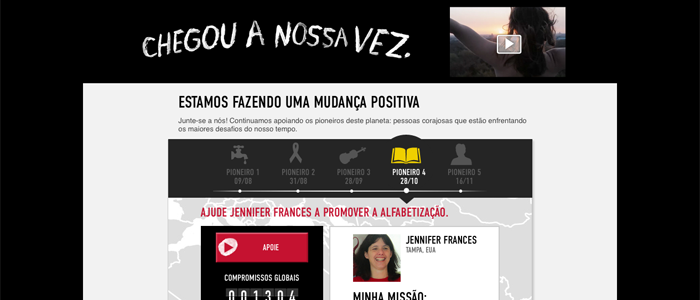 CHEGOU A NOSSA VEZ.
ESTAMOS FAZENDO UMA MUDANÇA POSITIVA
Junte-se a nós! Continuamos apoiando os pioneiros deste planeta: pessoas corajosas que estão enfrentando
os maiores desafios do nosso tempo.
PIONEIRO 1
09/08
PIONEIRO 2
31/08
PIONEIRO 3
28/09
PIONEIRO 4
28/10
PIONEIRO 5
16/11
AJUDE JENNIFER FRANCES A PROMOVER A ALFABETIZAÇÃO.
APOIE
COMPROMISSOS GLOBAIS
001304
JENNIFER FRANCES
TAMPA, EUA
MINHA MISSÃO: